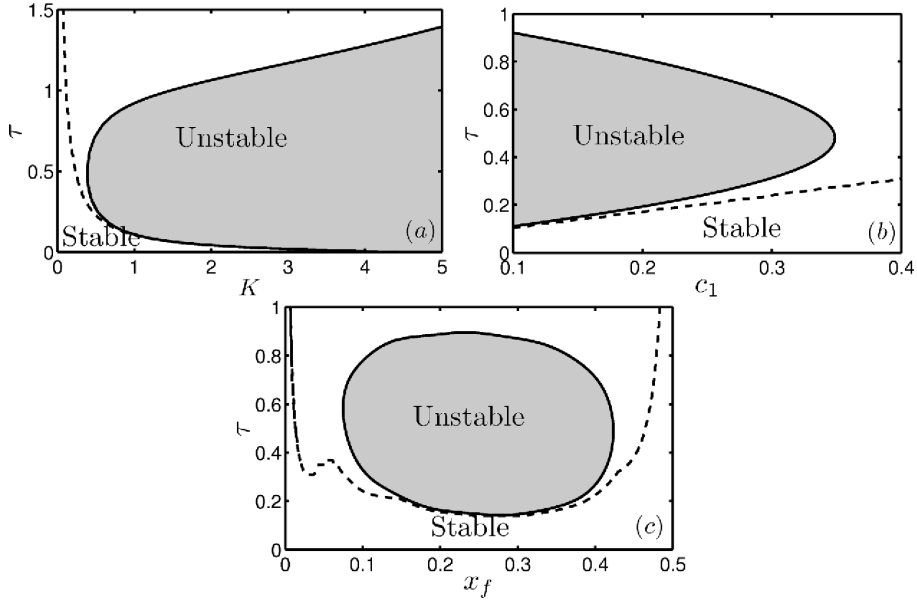 1.5
1
0.5
0
τ
Unstable
Stable
(a)
0 1 2 3 4 5
K
1
0.8
0.6
0.4
0.2
0
τ
Unstable
Stable
(b)
0.1 0.2 0.3 0.4
c1
1
0.8
0.6
0.4
0.2
0
τ
Unstable
Stable
(c)
0 0.1 0.2 0.3 0.4 0.5
xf